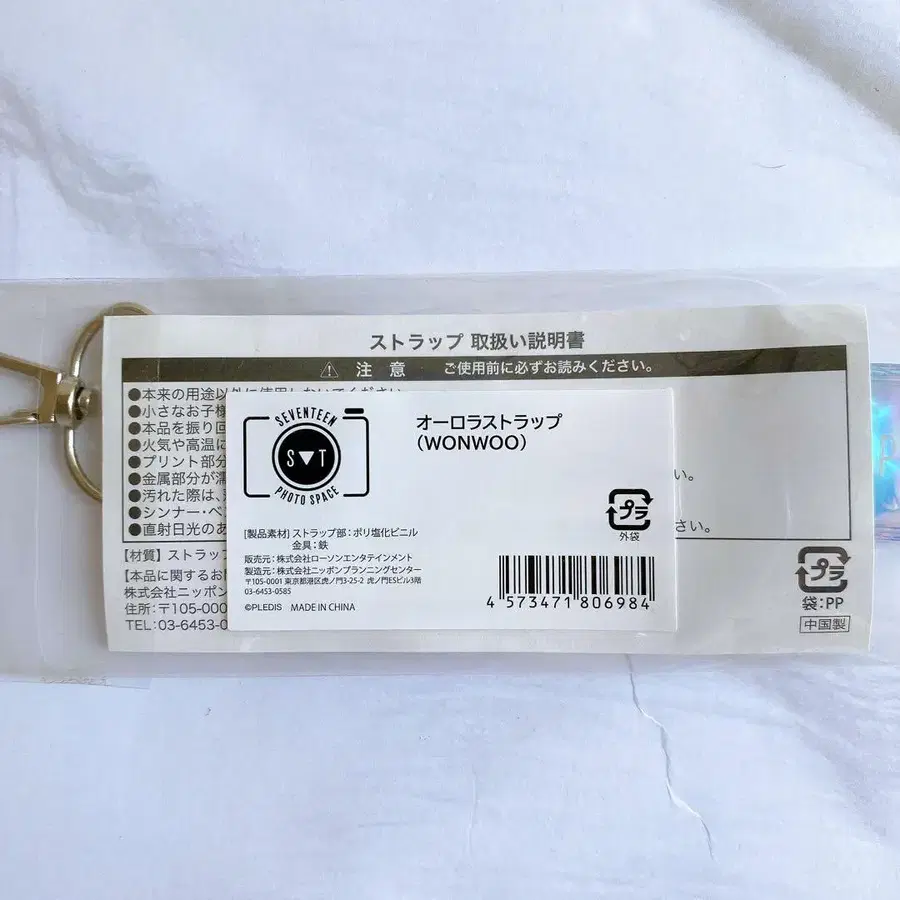 ストラップ 取扱い説明書
⚠ 注 意 ご使用前に必ずお読みください。
●本来の用途以外に使用しないでください。
●小さなお子様
●本品を振り回
●火気や高温に
●プリント部分
●金属部分が
い。
●汚れた際は、
●シンナー・ベ
●直射日光のあ
さい。
【材質】ストラップ
【本品に関するお
株式会社ニッポン
住所:〒105-000
TEL:03-6453-0
SEVENTEEN
S▼T
PHOTO SPACE
オーロラストラップ
(WONWOO)
[製品素材] ストラップ部:ポリ塩化ビニル
金具:鉄
販売元:株式会社ローソンエンタテインメント
製造元:株式会社ニッポンプランニングセンター
〒105-0001 東京都港区虎ノ門3-25-2 虎ノ門ESビル3階
03-6453-0585
©PLEDIS MADE IN CHINA
プラ
外袋
4 573471 806984
プラ
袋:PP
中国製